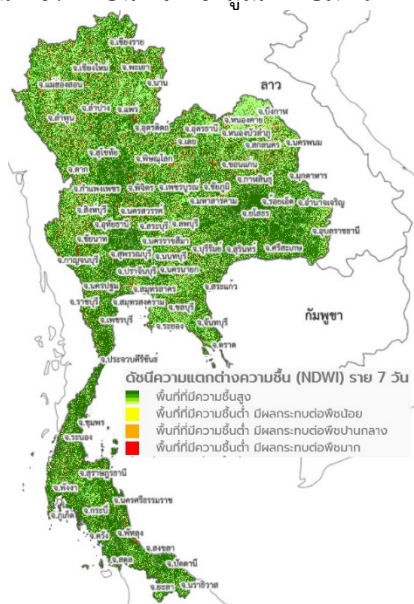 จ.เชียงราย
จ.เชียงใหม่ จ.พะเยา
จ.แม่ฮ่องสอน จ.น่าน
ลาว
จ.ลำปาง จ.แพร่
จ.บึงกาฬ
จ.ลำพูน
จ.อุตรดิตถ์ จ.อุดรธานี จ.หนองคาย
จ.เลย จ.หนองบัวลำภู
จ.สุโขทัย จ.สกลนคร จ.นครพนม
จ.พิษณุโลก จ.ขอนแก่น
จ.ตาก จ.กาฬสินธุ์ จ.มุกดาหาร
จ.กำแพงเพชร จ.พิจิตร จ.เพชรบูรณ์ จ.ชัยภูมิ
จ.มหาสารคาม จ.ร้อยเอ็ด จ.อำนาจเจริญ
จ.สิงห์บุรี จ.นครสวรรค์ จ.ยโสธร
จ.อุทัยธานี จ.สระบุรี จ.ลพบุรี จ.อุบลราชธานี
จ.ชัยนาท จ.นครราชสีมา จ.บุรีรัมย์ จ.สุรินทร์ จ.ศรีสะเกษ
จ.กาญจนบุรี จ.สุพรรณบุรี จ.นนทบุรี
จ.ปราจีนบุรี จ.นครนายก
จ.นครปฐม จ.สมุทรสาคร จ.สระแก้ว
จ.ราชบุรี จ.สมุทรสงคราม จ.ชลบุรี กัมพูชา
จ.เพชรบุรี จ.ระยอง จ.จันทบุรี
จ.ตราด
จ.ประจวบคีรีขันธ์
ดัชนีความแตกต่างความชื้น (NDWI) ราย 7 วัน
พื้นที่ที่มีความชื้นสูง
พื้นที่ที่มีความชื้นต่ำ มีผลกระทบต่อพืชน้อย
พื้นที่ที่มีความชื้นต่ำ มีผลกระทบต่อพืชปานกลาง
พื้นที่ที่มีความชื้นต่ำ มีผลกระทบต่อพืชมาก
จ.ชุมพร
จ.ระนอง
จ.สุราษฎร์ธานี
จ.พังงา จ.นครศรีธรรมราช
จ.กระบี่
จ.ภูเก็ต
จ.ตรัง จ.พัทลุง
จ.สงขลา
จ.สตูล จ.ปัตตานี
จ.ยะลา จ.นราธิวาส